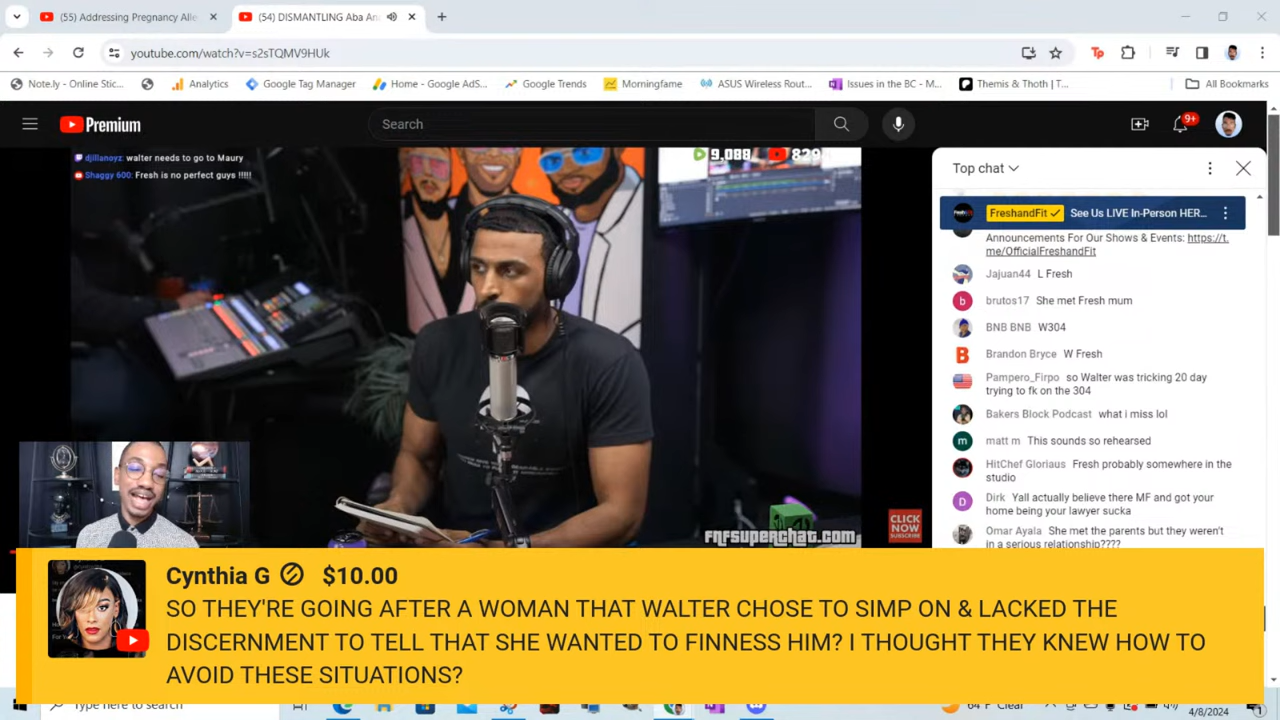 (55) Addressing Pregnancy Alle
(54) DISMANTLING Aba An
youtube.com/watch?v=s2sTQMV9HUk
Note.ly - Online Stic...
Analytics
Google Tag Manager
Home - Google AdS...
Google Trends
Morningfame
ASUS Wireless Rout...
Issues in the BC - M...
Themis & Thoth | T...
All Bookmarks
Premium
Search
9+
djillanoyz: walter needs to go to Maury
Shaggy 600: Fresh is no perfect guys !!!!!
9,088
829
Top chat
FreshandFit
See Us LIVE In-Person HER...
Announcements For Our Shows & Events: https://t.
me/OfficialFreshandFit
Jajuan44 L Fresh
brutos17 She met Fresh mum
BNB BNB W304
Brandon Bryce W Fresh
Pampero_Firpo so Walter was tricking 20 day
trying to fk on the 304
Bakers Block Podcast what i miss lol
matt m This sounds so rehearsed
HitChef Gloriaus Fresh probably somewhere in the
studio
Dirk Yall actually believe there MF and got your
home being your lawyer sucka
Omar Ayala She met the parents but they weren't
in a serious relationship????
fnfsuperchat.com
CLICK
NOW
SUBSCRIBE
Cynthia G $10.00
SO THEY'RE GOING AFTER A WOMAN THAT WALTER CHOSE TO SIMP ON & LACKED THE
DISCERNMENT TO TELL THAT SHE WANTED TO FINNESS HIM? I THOUGHT THEY KNEW HOW TO
AVOID THESE SITUATIONS?
Type here to search
64°F Clear
4/8/2024